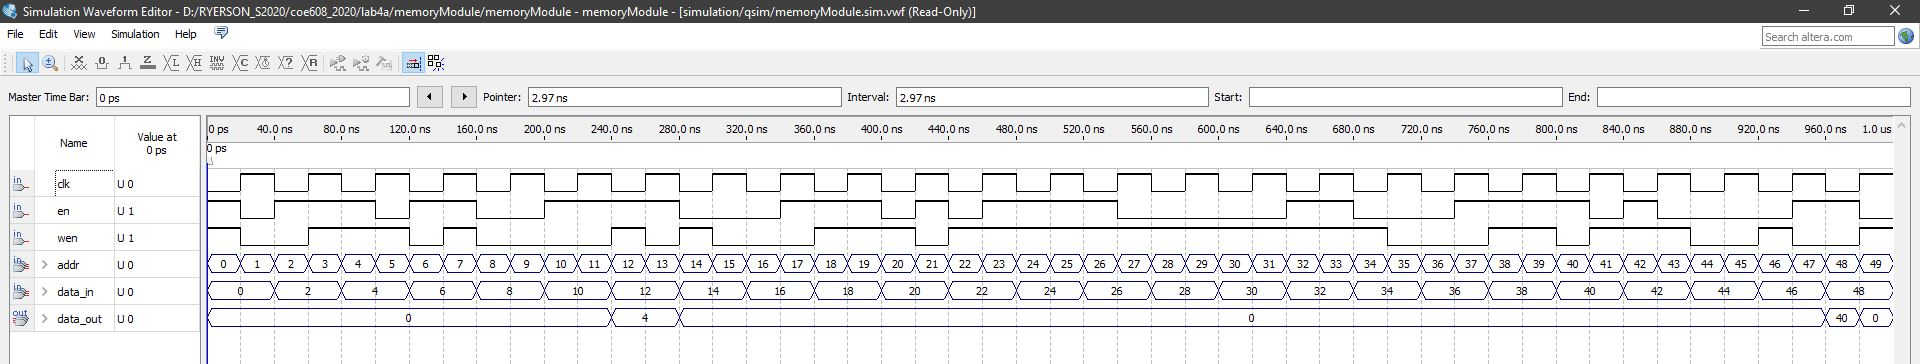 Simulation Waveform Editor - D:/RYERSON_S2020/coe608_2020/lab4a/memoryModule/memoryModule - memoryModule - [simulation/qsim/memoryModule.sim.vwf (Read-Only)]
File Edit View Simulation Help
Search altera.com
Master Time Bar: 0 ps Pointer: 2.97 ns Interval: 2.97 ns Start: End:
Name Value at 0 ps 0 ps 40.0 ns 80.0 ns 120.0 ns 160.0 ns 200.0 ns 240.0 ns 280.0 ns 320.0 ns 360.0 ns 400.0 ns 440.0 ns 480.0 ns 520.0 ns 560.0 ns 600.0 ns 640.0 ns 680.0 ns 720.0 ns 760.0 ns 800.0 ns 840.0 ns 880.0 ns 920.0 ns 960.0 ns 1.0 us
0 ps
in clk U 0
in en U 1
in wen U 1
in addr U 0 0 1 2 3 4 5 6 7 8 9 10 11 12 13 14 15 16 17 18 19 20 21 22 23 24 25 26 27 28 29 30 31 32 33 34 35 36 37 38 39 40 41 42 43 44 45 46 47 48 49
in data_in U 0 0 2 4 6 8 10 12 14 16 18 20 22 24 26 28 30 32 34 36 38 40 42 44 46 48
out data_out U 0 0 4 0 40 0